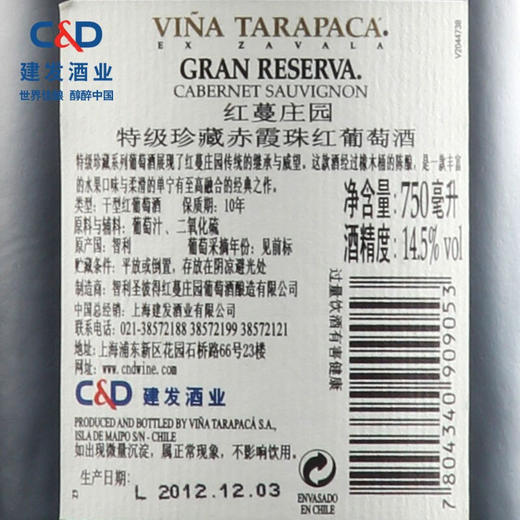 C&D
建发酒业
世界佳酿 醇醉中国
VIÑA TARAPACÁ.
EX ZAVALA
GRAN RESERVA.
CABERNET SAUVIGNON
红蔓庄园
特级珍藏赤霞珠红葡萄酒
特级珍藏系列葡萄酒展现了红蔓庄园传统的继承与威望。这款酒经过橡木桶的陈酿，是一款丰富
的水果口味与柔滑的单宁有至高融合的经典之作。
类型：干型红葡萄酒 保质期：10年
原料与辅料：葡萄汁、二氧化硫
原产国：智利 葡萄采摘年份：见前标
贮藏条件：平放或倒置，存放在阴凉避光处
制造商：智利圣彼得红蔓庄园葡萄酒酿造有限公司
中国总经销：上海建发酒业有限公司
联系电话：021-38572188 38572199 38572121
地址：上海浦东新区花园石桥路66号23楼
网址：www.cndwine.com
C&D 建发酒业
PRODUCED AND BOTTLED BY VIÑA TARAPACÁ S.A.,
ISLA DE MAIPO S/N - CHILE
如出现微量沉淀，属正常现象，不影响饮用。
生产日期：
L 2012.12.03
净含量：750毫升
酒精度：14.5% vol
过量饮酒有害健康
ENVASADO
EN CHILE
7804340909053
V2044738